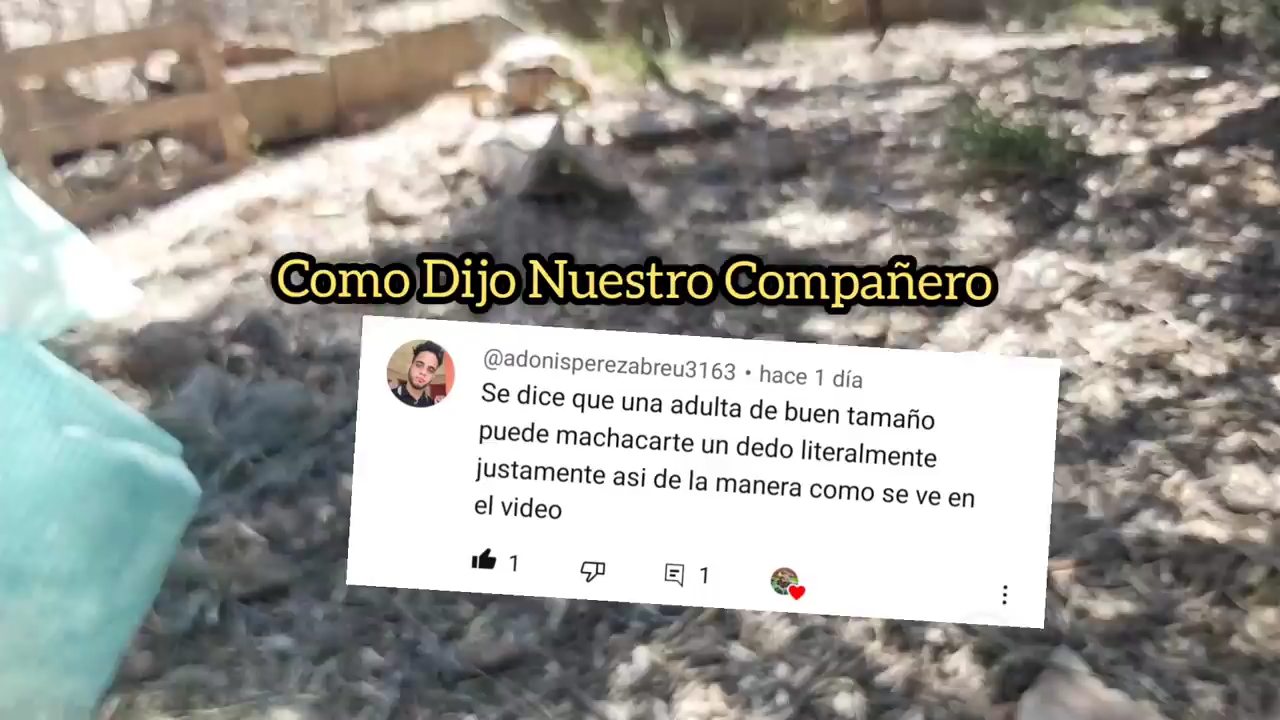 Como Dijo Nuestro Compañero
@adonisperezabreu3163 • hace 1 día
Se dice que una adulta de buen tamaño
puede machacarte un dedo literalmente
justamente asi de la manera como se ve en
el video
1
1